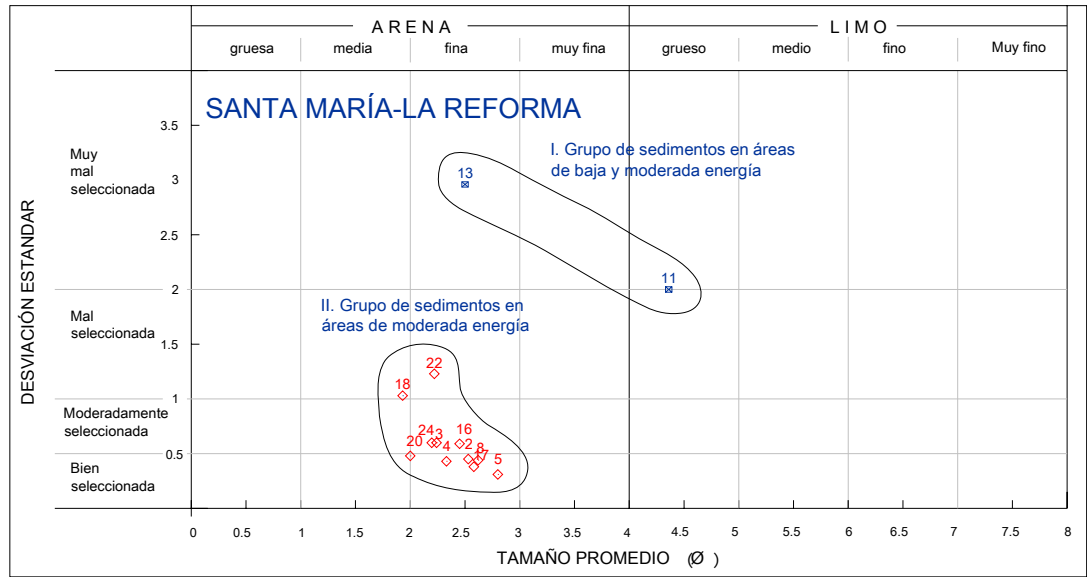 A R E N A
L I M O
gruesa
media
fina
muy fina
grueso
medio
fino
Muy fino
SANTA MARÍA-LA REFORMA
3.5
I. Grupo de sedimentos en áreas
de baja y moderada energía
Muy
mal
seleccionada
3
13
2.5
11
2
II. Grupo de sedimentos en
áreas de moderada energía
Mal
seleccionada
1.5
22
18
1
Moderadamente
seleccionada
24
3
16
20
4
2
8
7
5
0.5
Bien
seleccionada
DESVIACIÓN ESTANDAR
0
0.5
1
1.5
2
2.5
3
3.5
4
4.5
5
5.5
6
6.5
7
7.5
8
TAMAÑO PROMEDIO (Ø )